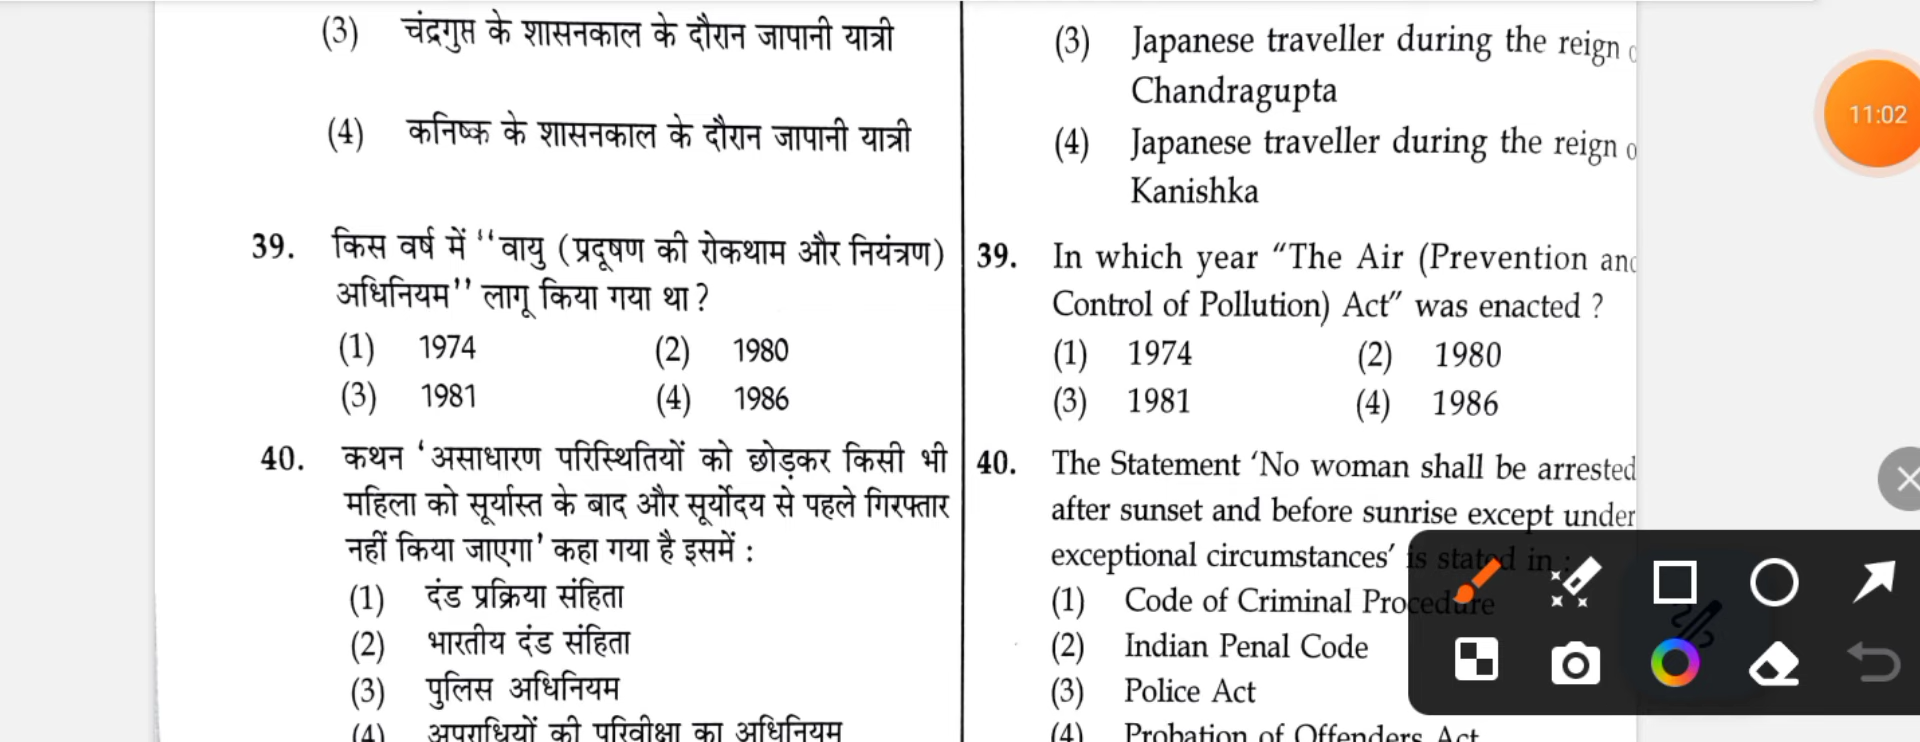 (3) चंद्रगुप्त के शासनकाल के दौरान जापानी यात्री
(4) कनिष्क के शासनकाल के दौरान जापानी यात्री
39. किस वर्ष में ‘‘वायु (प्रदूषण की रोकथाम और नियंत्रण)
अधिनियम’’ लागू किया गया था ?
(1) 1974 (2) 1980
(3) 1981 (4) 1986
40. कथन ‘असाधारण परिस्थितियों को छोड़कर किसी भी
महिला को सूर्यास्त के बाद और सूर्योदय से पहले गिरफ्तार
नहीं किया जाएगा’ कहा गया है इसमें :
(1) दंड प्रक्रिया संहिता
(2) भारतीय दंड संहिता
(3) पुलिस अधिनियम
(4) अपराधियों की परिवीक्षा का अधिनियम
(3) Japanese traveller during the reign
Chandragupta
(4) Japanese traveller during the reign
Kanishka
39. In which year “The Air (Prevention and
Control of Pollution) Act” was enacted ?
(1) 1974 (2) 1980
(3) 1981 (4) 1986
40. The Statement ‘No woman shall be arrested
after sunset and before sunrise except under
exceptional circumstances’ is stated in :
(1) Code of Criminal Procedure
(2) Indian Penal Code
(3) Police Act
(4) Probation of Offenders Act
11:02